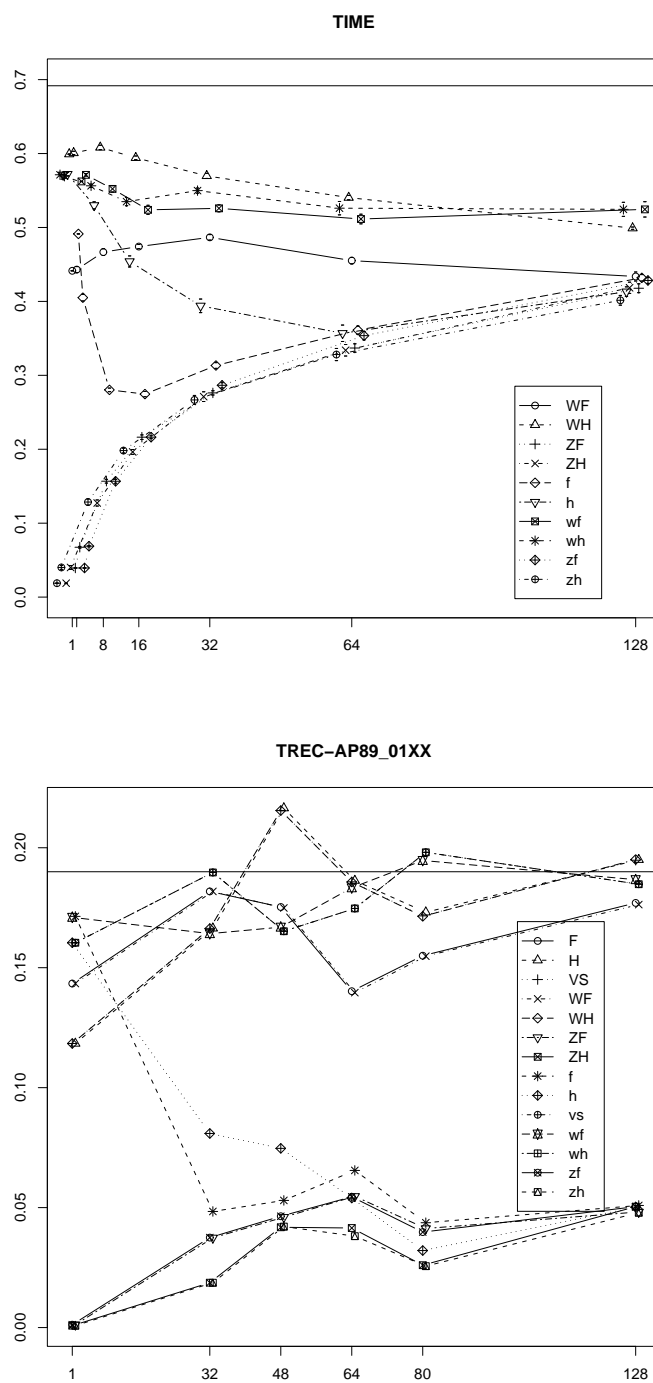 TIME
0.7
0.6
0.5
0.4
0.3
0.2
0.1
0.0
WF
WH
ZF
ZH
f
h
wf
wh
zf
zh
1 8 16 32 64 128
TREC−AP89_01XX
0.20
0.15
0.10
0.05
0.00
F
H
VS
WF
WH
ZF
ZH
f
h
vs
wf
wh
zf
zh
1 32 48 64 80 128